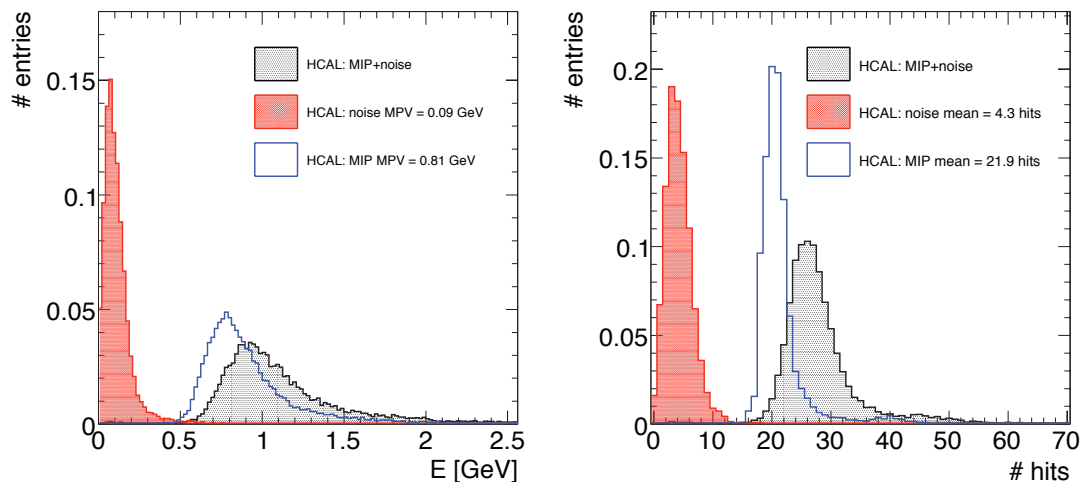 # entries
0.15
0.1
0.05
0
HCAL: MIP+noise
HCAL: noise MPV = 0.09 GeV
HCAL: MIP MPV = 0.81 GeV
0 0.5 1 1.5 2 2.5
E [GeV]
# entries
0.2
0.15
0.1
0.05
0
HCAL: MIP+noise
HCAL: noise mean = 4.3 hits
HCAL: MIP mean = 21.9 hits
0 10 20 30 40 50 60 70
# hits